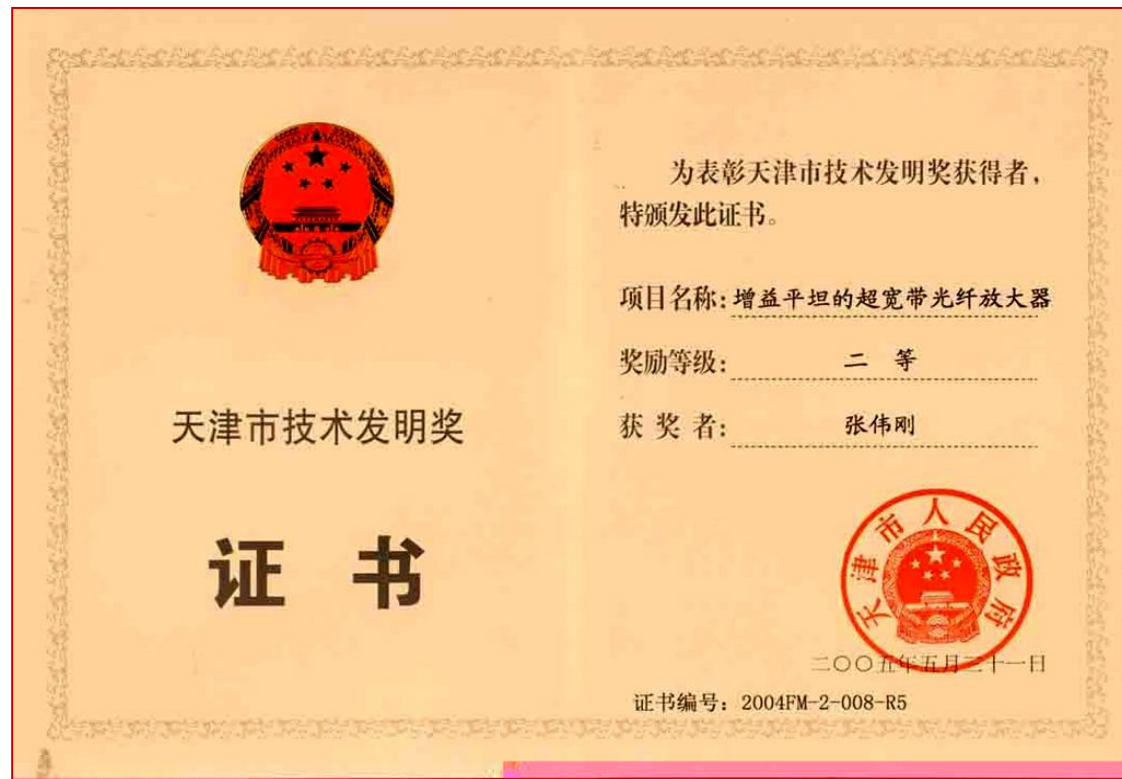 天津市技术发明奖
证 书
为表彰天津市技术发明奖获得者，
特颁发此证书。
项目名称：增益平坦的超宽带光纤放大器
奖励等级： 二 等
获 奖 者： 张伟刚
天津市人民政府
二〇〇五年五月三十一日
证书编号：2004FM-2-008-R5